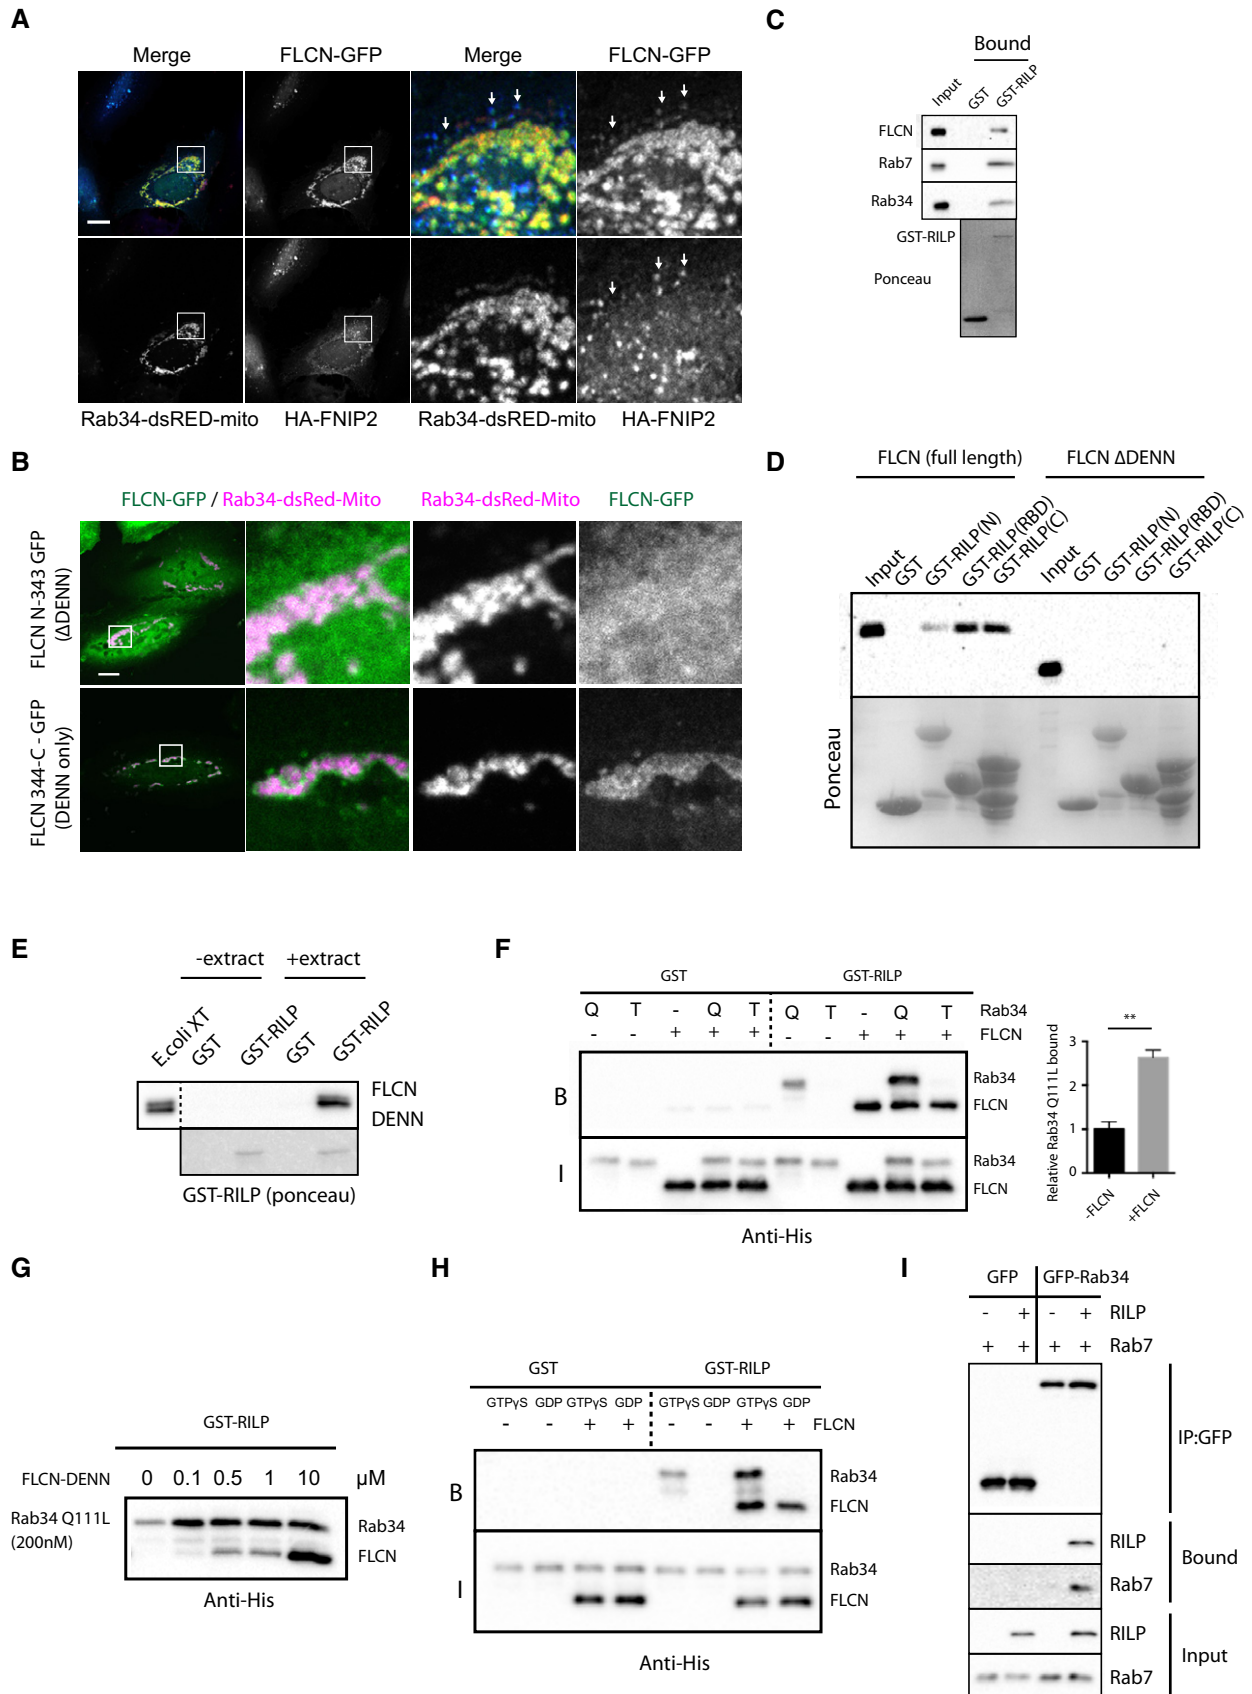 A
Merge FLCN-GFP Merge FLCN-GFP
Rab34-dsRED-mito HA-FNIP2 Rab34-dsRED-mito HA-FNIP2
B
FLCN-GFP / Rab34-dsRed-Mito Rab34-dsRed-Mito FLCN-GFP
FLCN N-343 GFP
(ΔDENN)
FLCN 344-C - GFP
(DENN only)
C
Bound
Input GST GST-RILP
FLCN
Rab7
Rab34
GST-RILP
Ponceau
D
FLCN (full length) FLCN ΔDENN
Input GST GST-RILP(N) GST-RILP(RBD) GST-RILP(C) Input GST GST-RILP(N) GST-RILP(RBD) GST-RILP(C)
Ponceau
E
-extract +extract
E.coli XT GST GST-RILP GST GST-RILP
FLCN
DENN
GST-RILP (ponceau)
F
GST GST-RILP
Q T - Q T Q T - Q T Rab34
- - + + + - - + + + FLCN
B
Rab34
FLCN
I
Rab34
FLCN
Anti-His
Relative Rab34 Q111L bound
**
3
2
1
0
-FLCN +FLCN
G
GST-RILP
FLCN-DENN 0 0.1 0.5 1 10 μM
Rab34 Q111L
(200nM)
Rab34
FLCN
Anti-His
H
GST GST-RILP
GTPγS GDP GTPγS GDP GTPγS GDP GTPγS GDP
- - + + - - + + FLCN
B
Rab34
FLCN
I
Rab34
FLCN
Anti-His
I
GFP GFP-Rab34
- + - + RILP
+ + + + Rab7
IP:GFP
RILP
Rab7
Bound
RILP
Rab7
Input